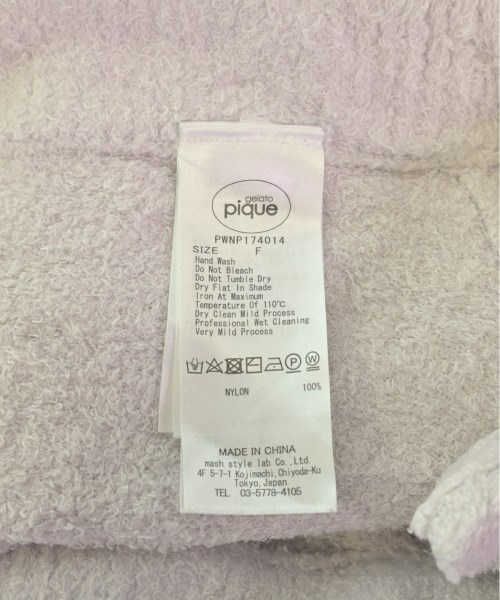 gelato
pique
PWNP174014
SIZE F
Hand Wash
Do Not Bleach
Do Not Tumble Dry
Dry Flat In Shade
Iron At Maximum
Temperature Of 110℃
Dry Clean Mild Process
Professional Wet Cleaning
Very Mild Process
P W
NYLON 100%
MADE IN CHINA
mash style lab Co.,Ltd.
4F 5-7-1 Kojimachi,Chiyoda-Ku
Tokyo,Japan
TEL 03-5778-4105